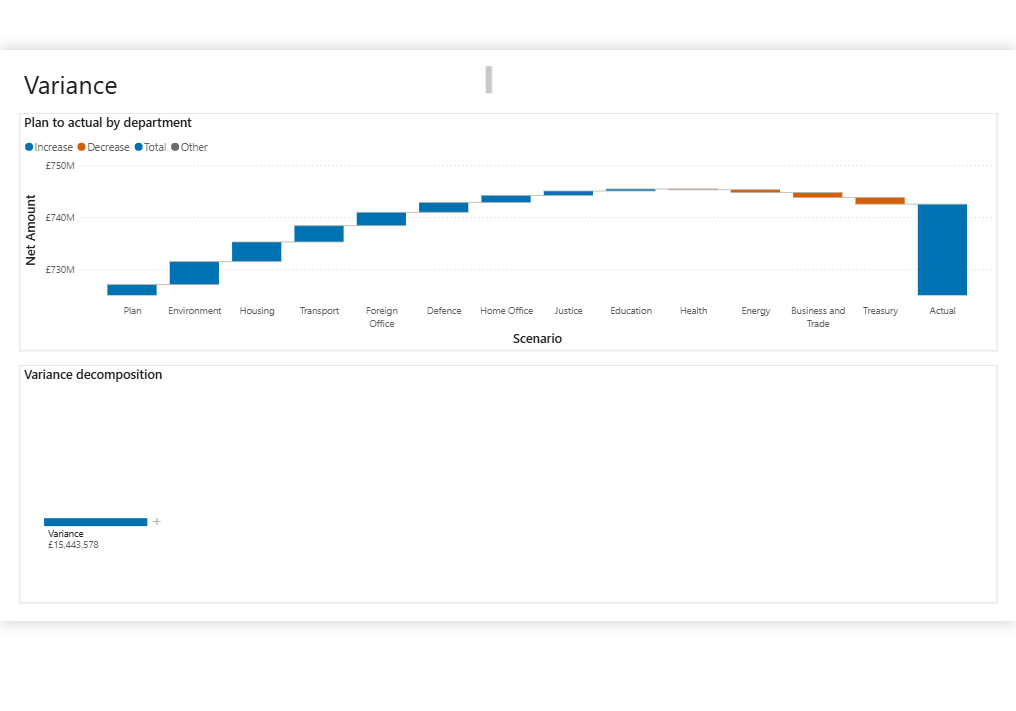 Variance
Plan to actual by department
Increase Decrease Total Other
£750M
£740M
£730M
Net Amount
Plan Environment Housing Transport Foreign Office Defence Home Office Justice Education Health Energy Business and Trade Treasury Actual
Scenario
Variance decomposition
Variance
£15,443,578